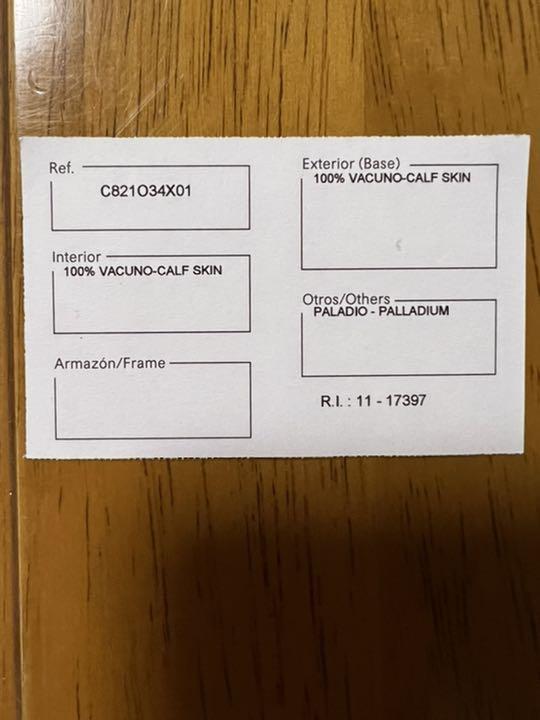 Ref.
C821O34X01
Interior
100% VACUNO-CALF SKIN
Armazón/Frame
Exterior (Base)
100% VACUNO-CALF SKIN
Otros/Others
PALADIO - PALLADIUM
R.I. : 11 - 17397